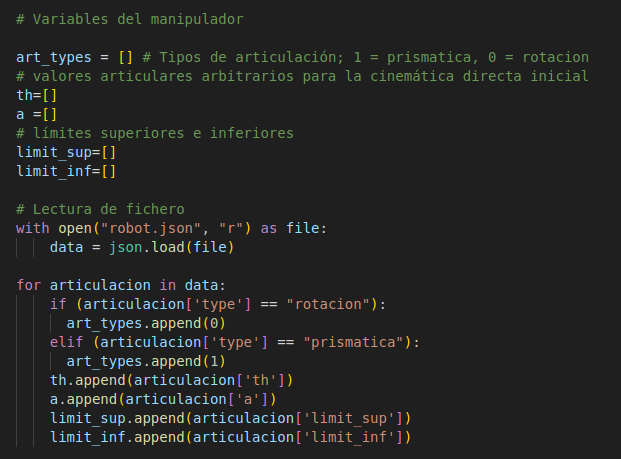 # Variables del manipulador
art_types = [] # Tipos de articulación; 1 = prismatica, 0 = rotacion
# valores articulares arbitrarios para la cinemática directa inicial
th=[]
a =[]
# límites superiores e inferiores
limit_sup=[]
limit_inf=[]
# Lectura de fichero
with open("robot.json", "r") as file:
    data = json.load(file)
for articulacion in data:
    if (articulacion['type'] == "rotacion"):
      art_types.append(0)
    elif (articulacion['type'] == "prismatica"):
      art_types.append(1)
    th.append(articulacion['th'])
    a.append(articulacion['a'])
    limit_sup.append(articulacion['limit_sup'])
    limit_inf.append(articulacion['limit_inf'])